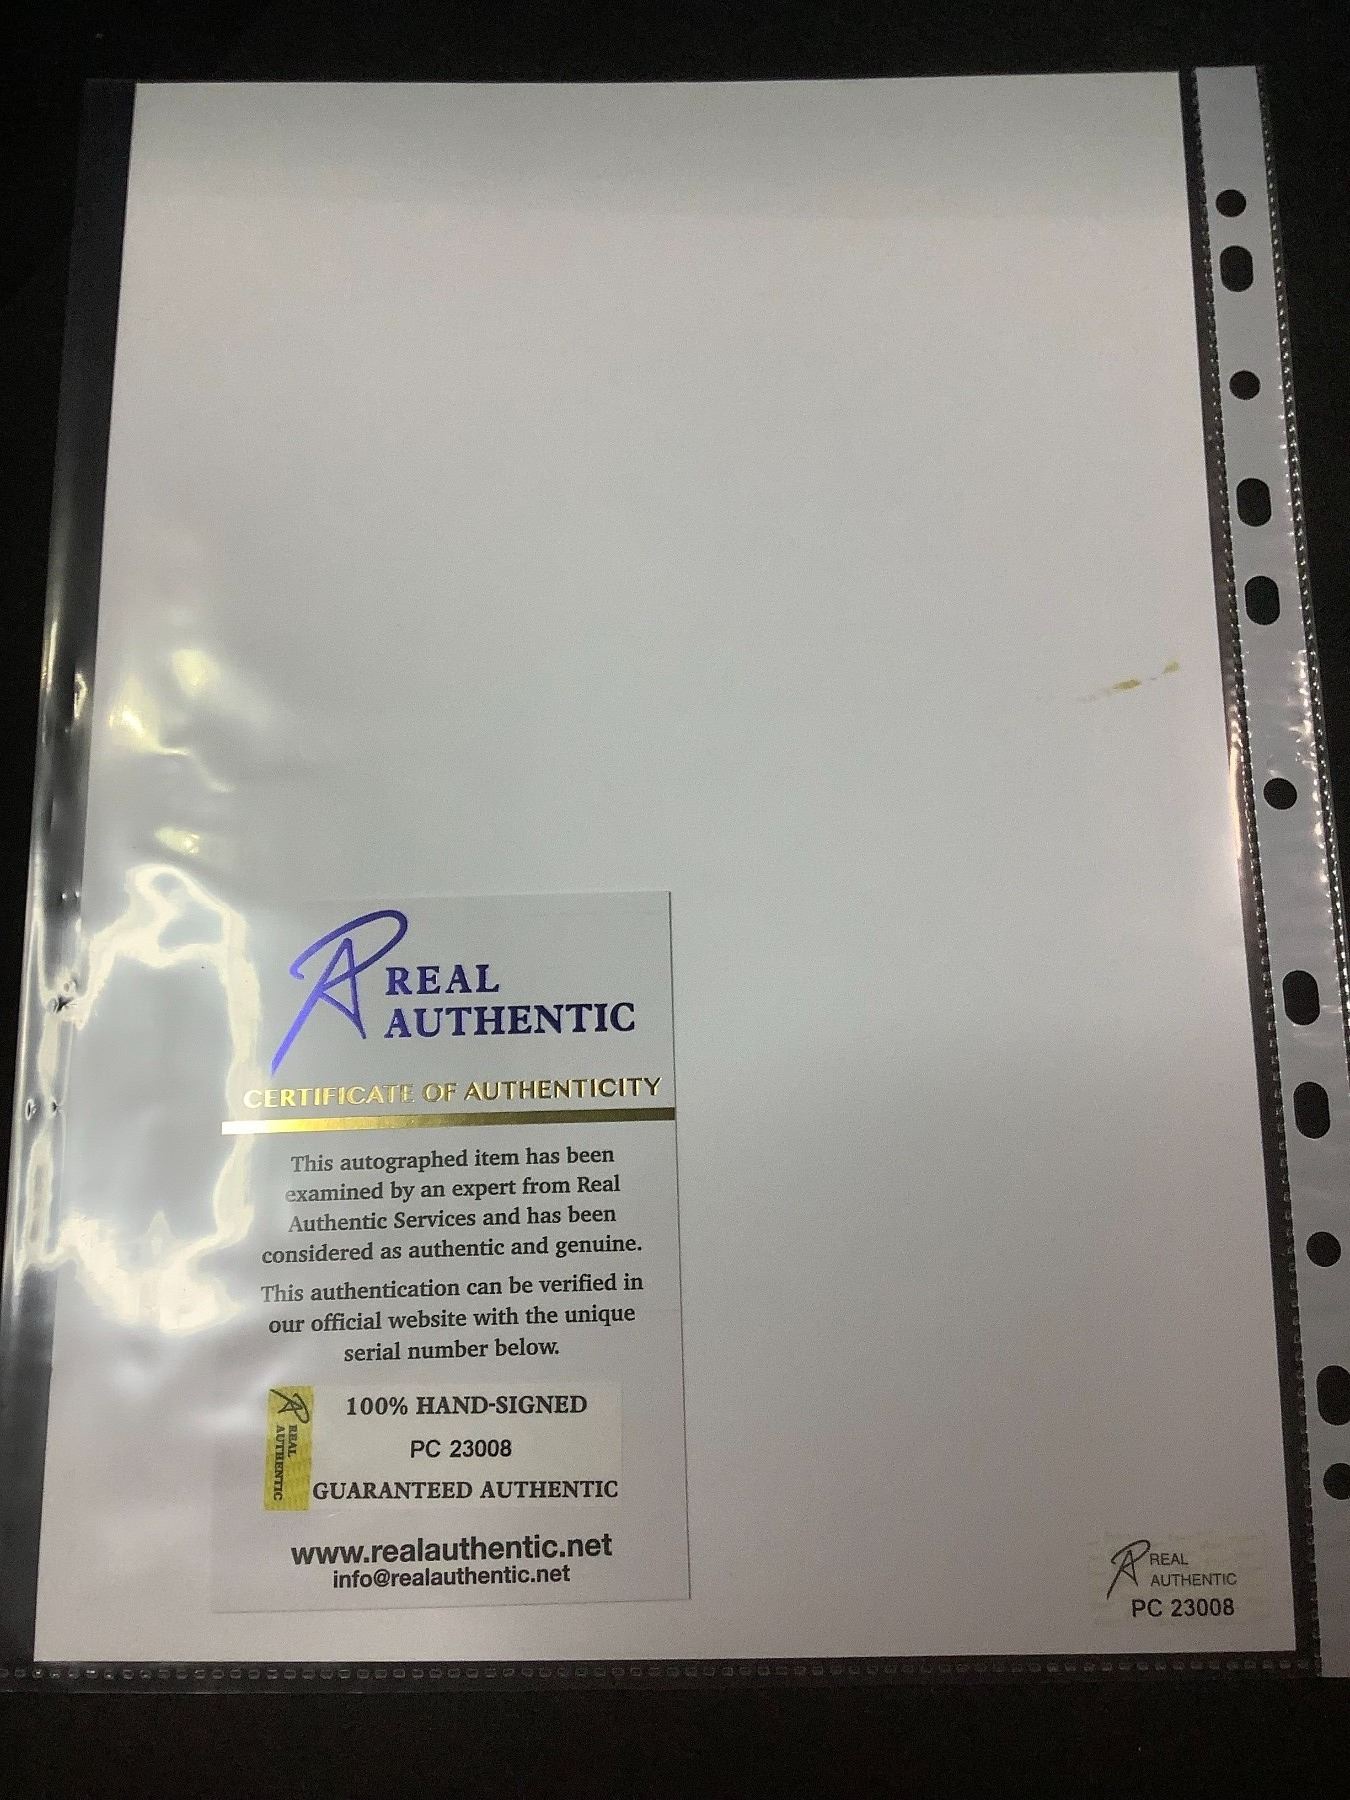 REAL
AUTHENTIC
CERTIFICATE OF AUTHENTICITY
This autographed item has been
examined by an expert from Real
Authentic Services and has been
considered as authentic and genuine.
This authentication can be verified in
our official website with the unique
serial number below.
REAL
AUTHENTIC
100% HAND-SIGNED
PC 23008
GUARANTEED AUTHENTIC
www.realauthentic.net
info@realauthentic.net
REAL
AUTHENTIC
PC 23008